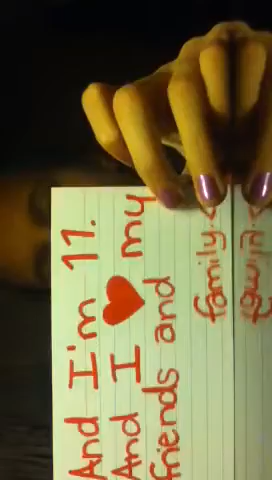 And I'm 11.
And I ❤ my
friends and
family <